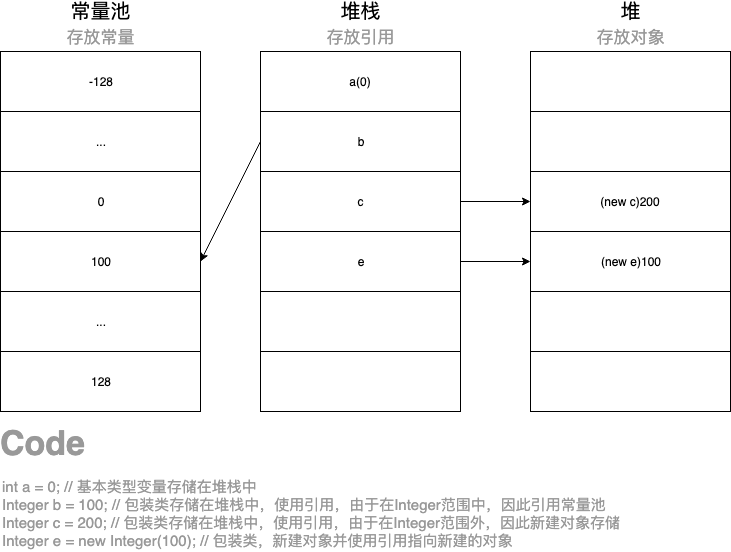 常量池
存放常量
-128
...
0
100
...
128
堆栈
存放引用
a(0)
b
c
e
堆
存放对象
(new c)200
(new e)100
Code
int a = 0; // 基本类型变量存储在堆栈中
Integer b = 100; // 包装类存储在堆栈中，使用引用，由于在Integer范围中，因此引用常量池
Integer c = 200; // 包装类存储在堆栈中，使用引用，由于在Integer范围外，因此新建对象存储
Integer e = new Integer(100); // 包装类，新建对象并使用引用指向新建的对象